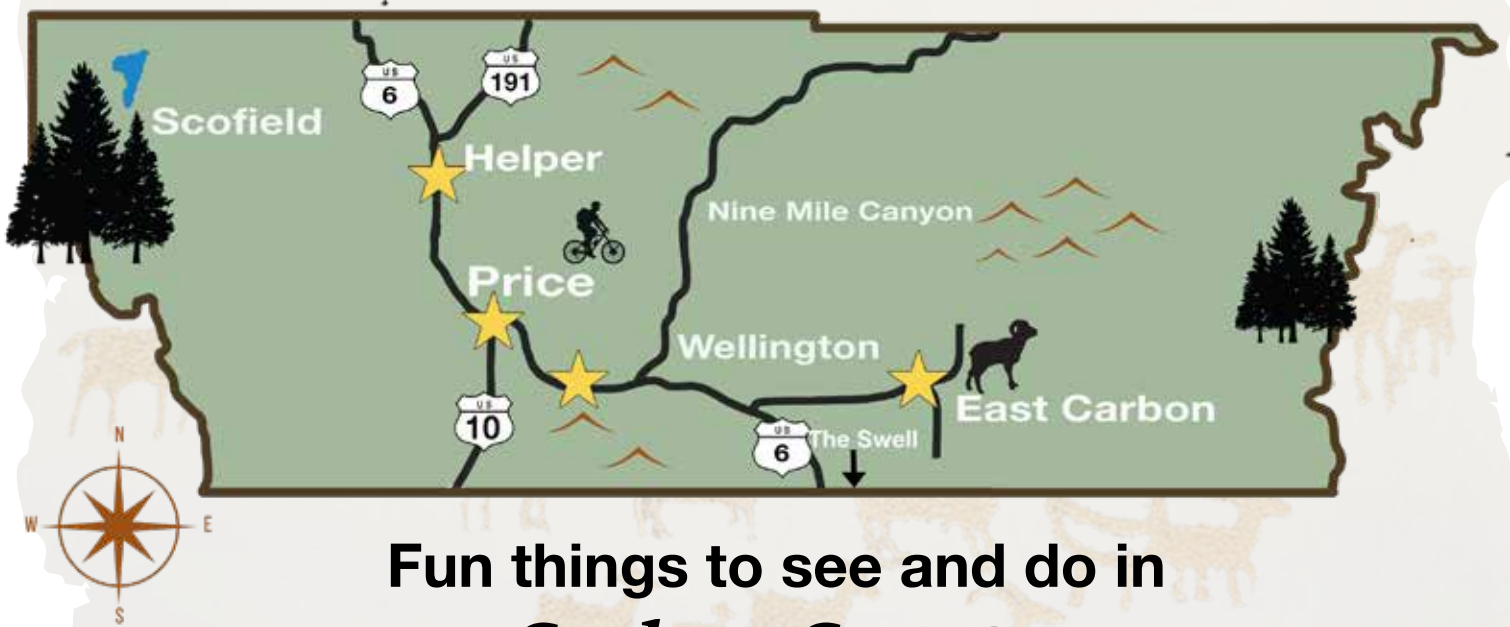 US
6
US
191
Scofield
Helper
Nine Mile Canyon
Price
Wellington
East Carbon
US
10
US
6
The Swell
N
W
E
S
Fun things to see and do in